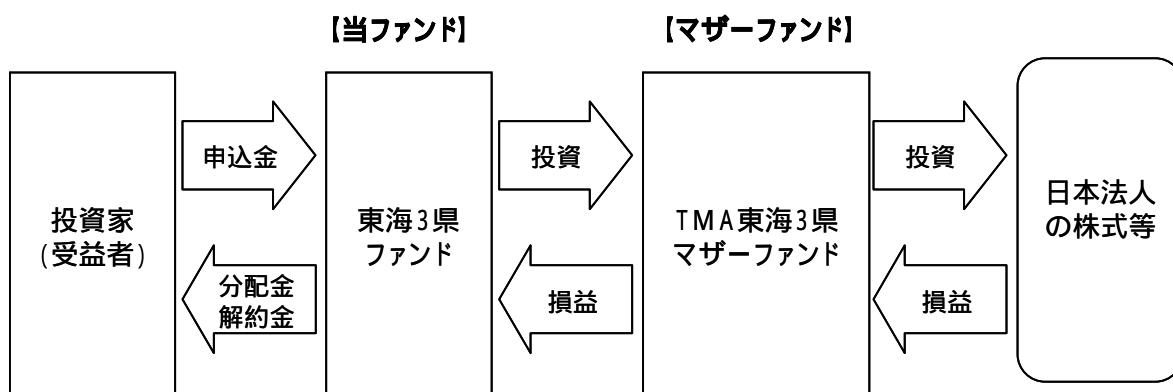 【当ファンド】
【マザーファンド】
投資家
(受益者)
申込金
分配金
解約金
東海3県
ファンド
投資
損益
TMA東海3県
マザーファンド
投資
損益
日本法人
の株式等